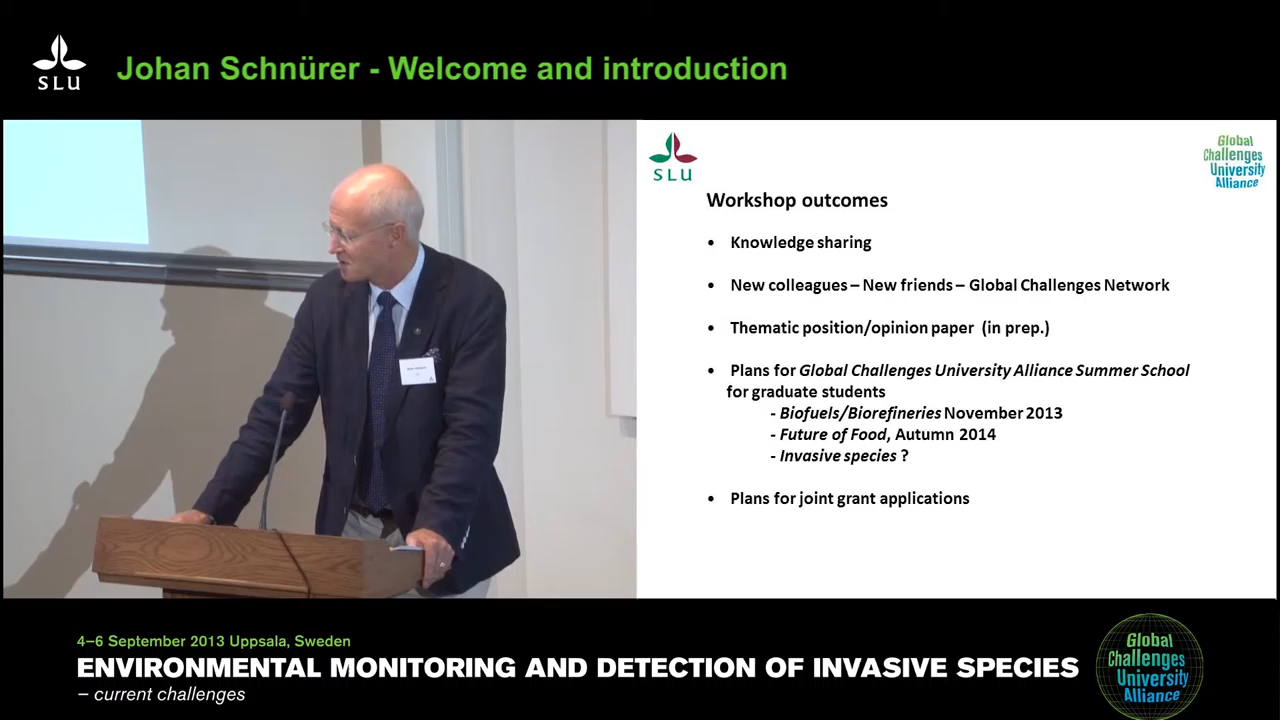 SLU
Johan Schnürer - Welcome and introduction
SLU
Global
Challenges
University
Alliance
Workshop outcomes
• Knowledge sharing
• New colleagues – New friends – Global Challenges Network
• Thematic position/opinion paper (in prep.)
• Plans for Global Challenges University Alliance Summer School
for graduate students
- Biofuels/Biorefineries November 2013
- Future of Food, Autumn 2014
- Invasive species ?
• Plans for joint grant applications
4–6 September 2013 Uppsala, Sweden
ENVIRONMENTAL MONITORING AND DETECTION OF INVASIVE SPECIES
– current challenges
Global
Challenges
University
Alliance